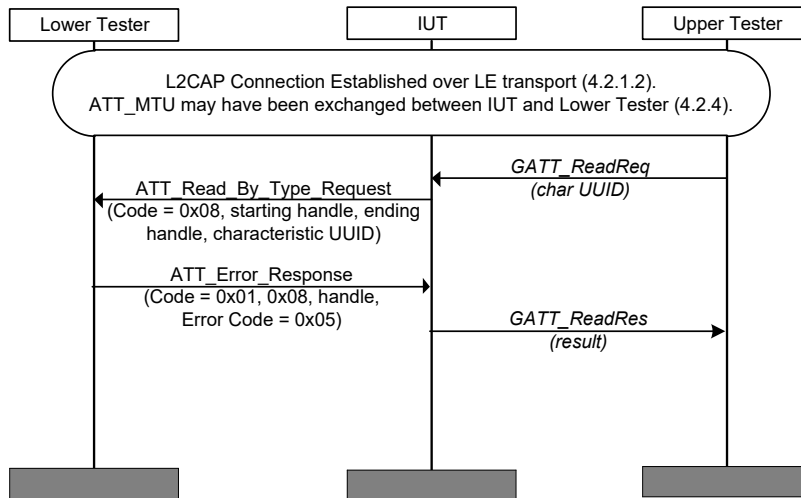 Lower Tester
IUT
Upper Tester
L2CAP Connection Established over LE transport (4.2.1.2).
ATT_MTU may have been exchanged between IUT and Lower Tester (4.2.4).
GATT_ReadReq
(char UUID)
ATT_Read_By_Type_Request
(Code = 0x08, starting handle, ending
handle, characteristic UUID)
ATT_Error_Response
(Code = 0x01, 0x08, handle,
Error Code = 0x05)
GATT_ReadRes
(result)